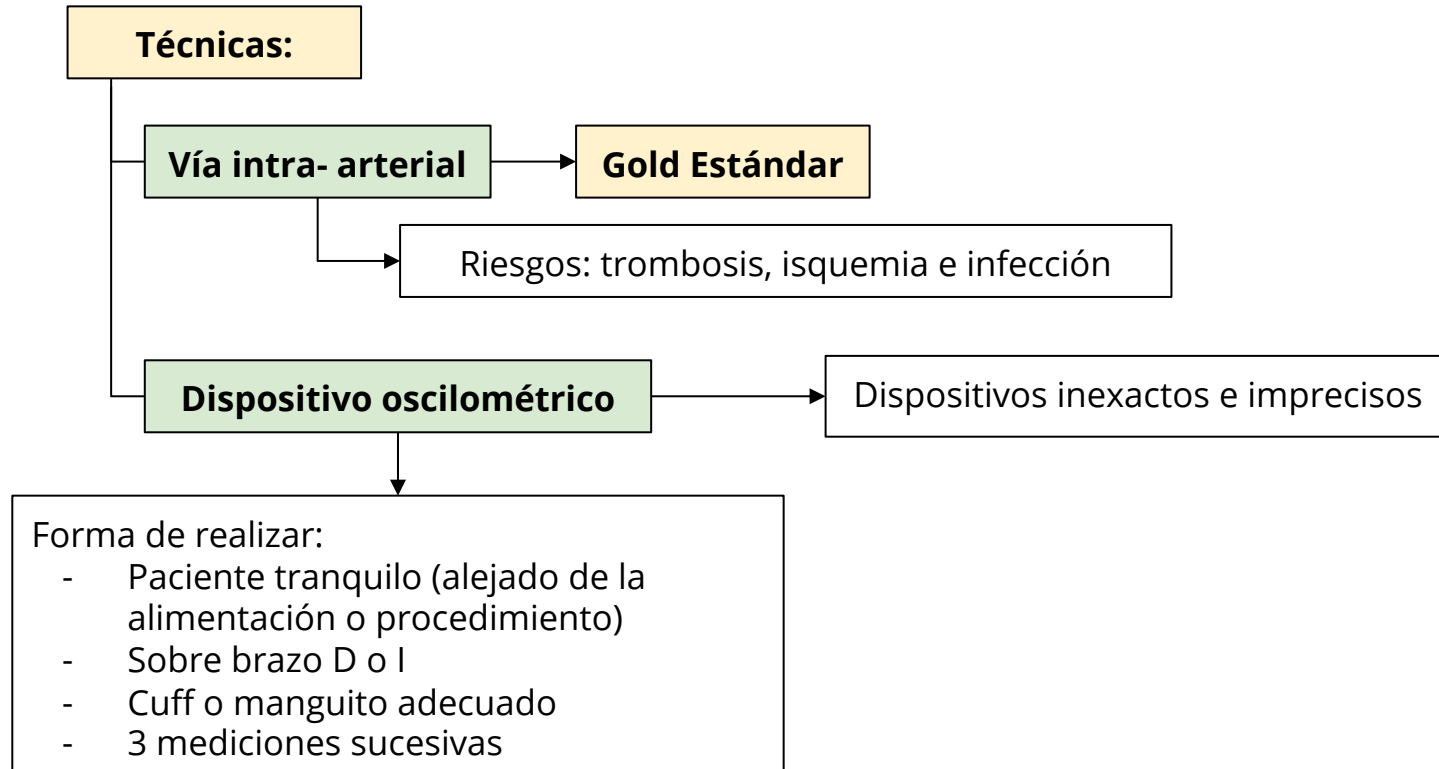 Técnicas:
Vía intra- arterial
Gold Estándar
Riesgos: trombosis, isquemia e infección
Dispositivo oscilométrico
Dispositivos inexactos e imprecisos
Forma de realizar:
- Paciente tranquilo (alejado de la
alimentación o procedimiento)
- Sobre brazo D o I
- Cuff o manguito adecuado
- 3 mediciones sucesivas